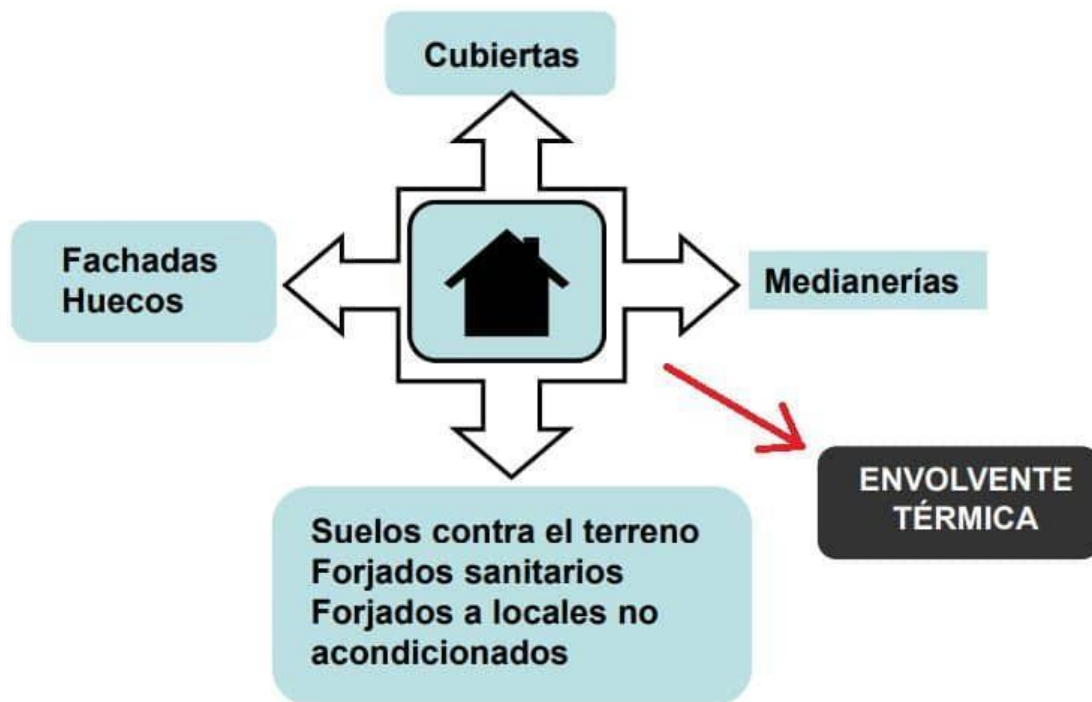 Cubiertas
Fachadas
Huecos
Medianerías
ENVOLVENTE
TÉRMICA
Suelos contra el terreno
Forjados sanitarios
Forjados a locales no
acondicionados